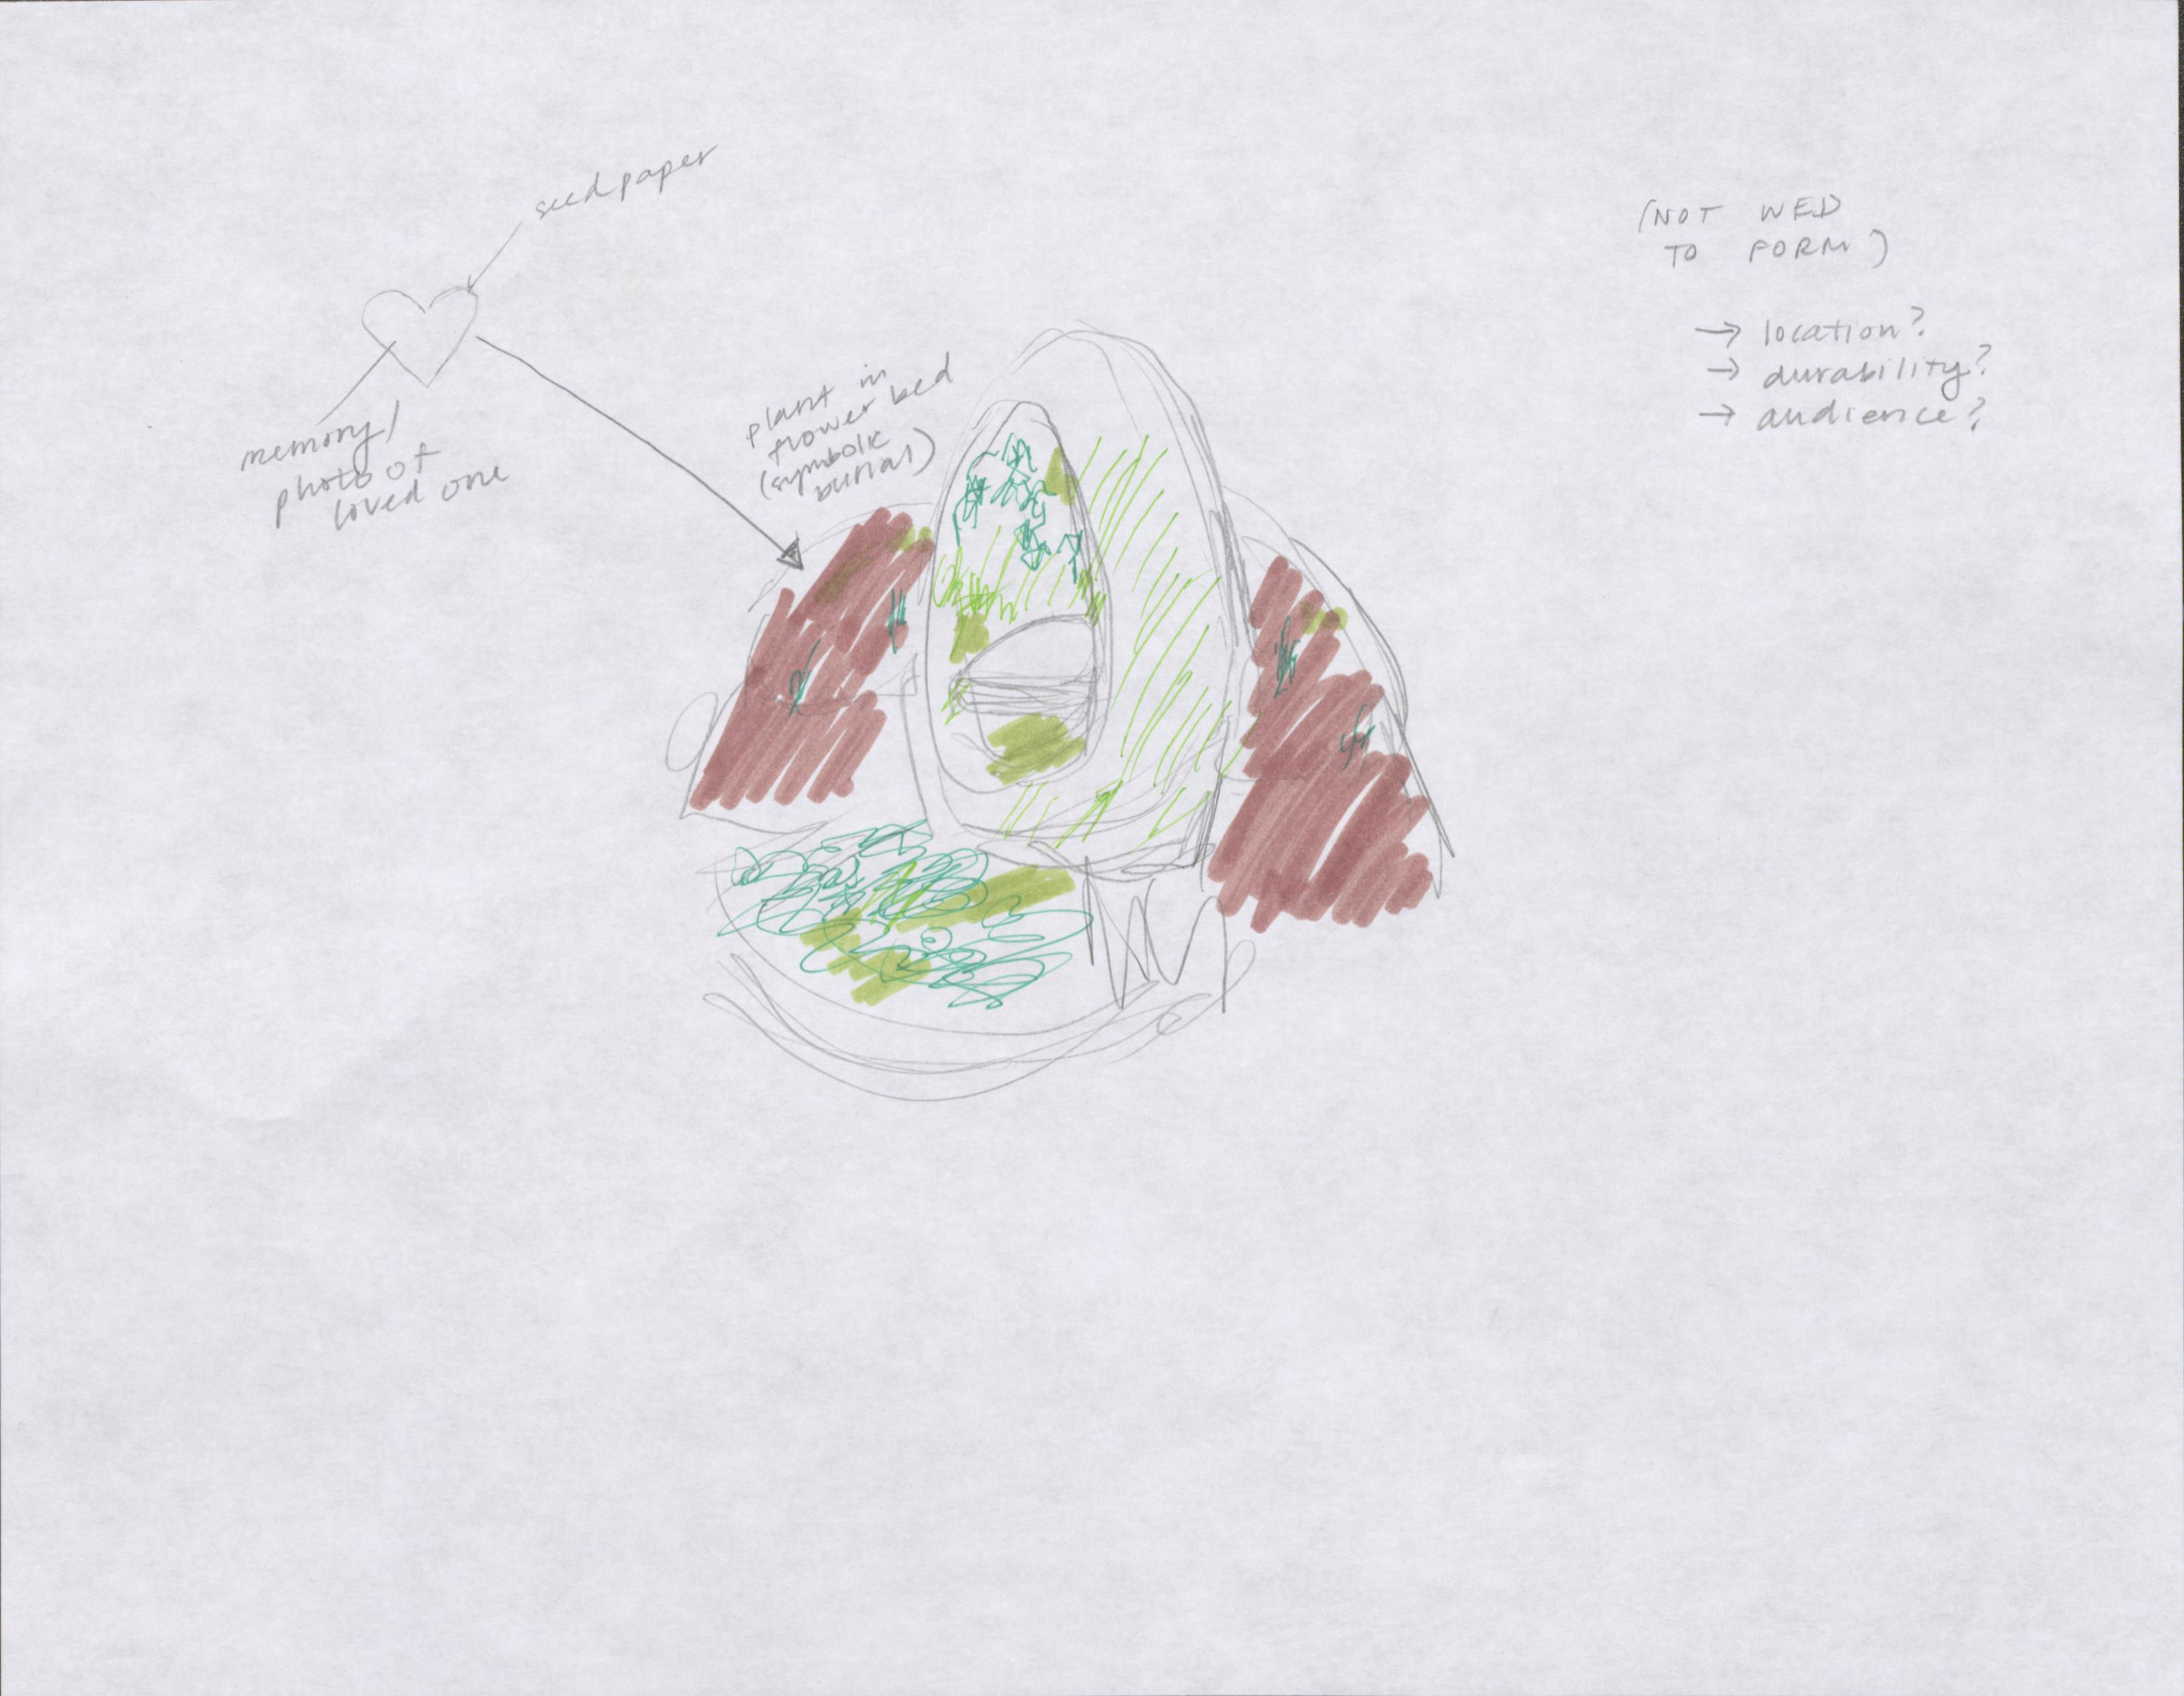 seed paper
memory/
photo of
loved one
plant in
flower bed
(symbolic
burial)
(NOT WED
TO FORM)
→ location?
→ durability?
→ audience?